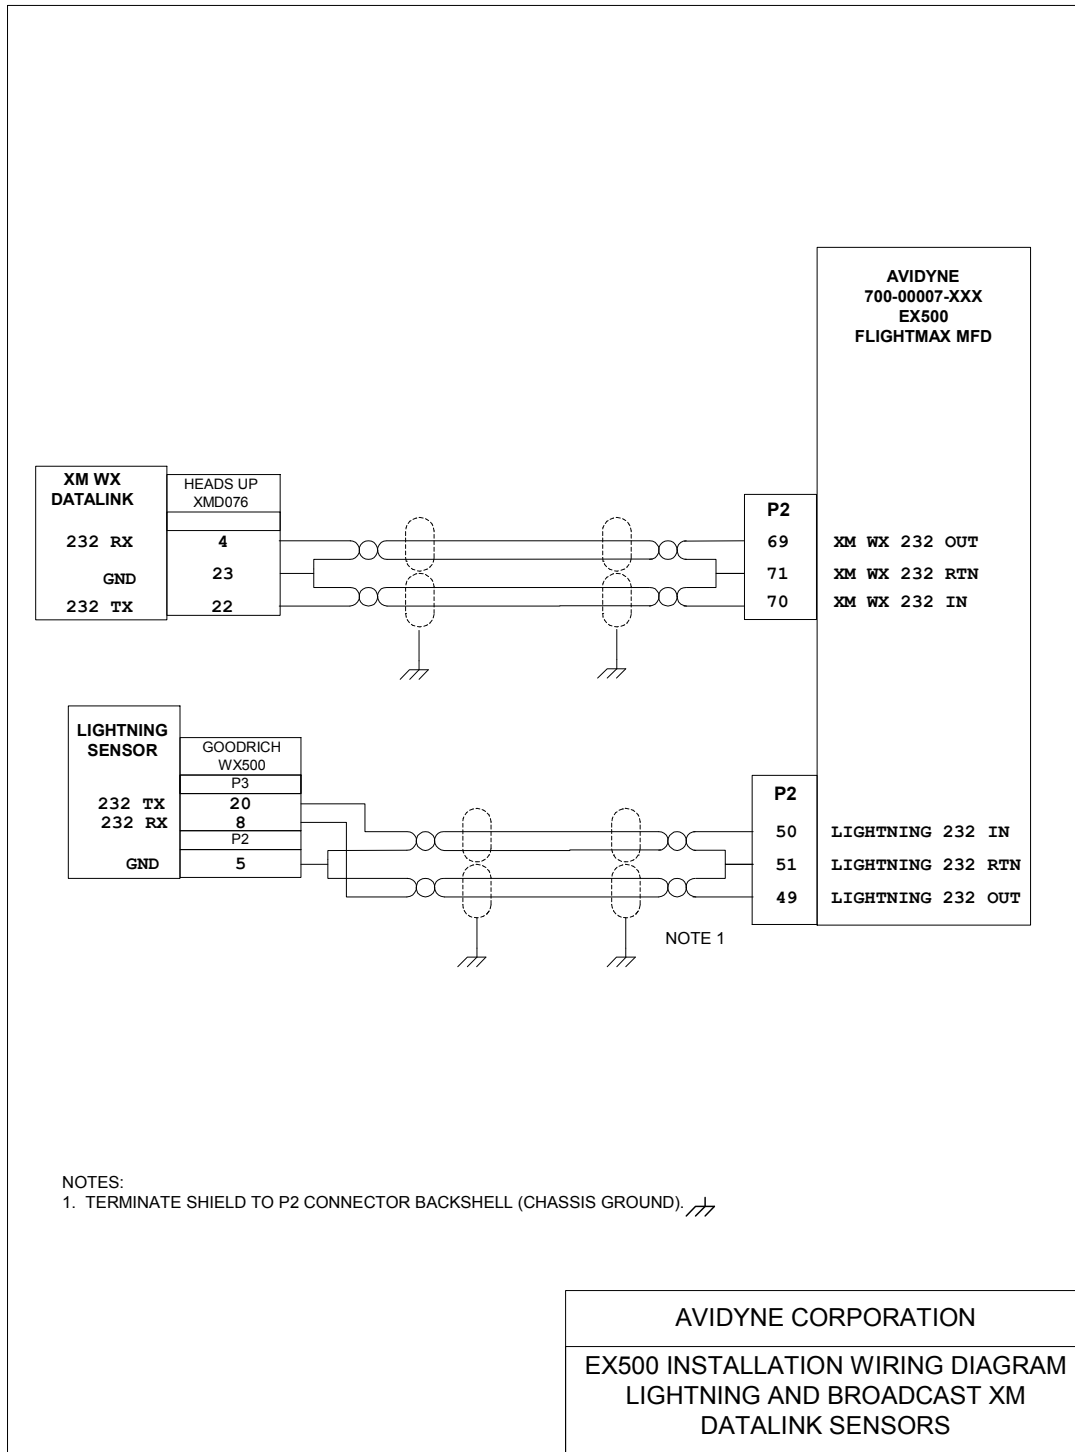 AVIDYNE
700-00007-XXX
EX500
FLIGHTMAX MFD
XM WX
DATALINK
HEADS UP
XMD076
P2
232 RX 4 69 XM WX 232 OUT
GND 23 71 XM WX 232 RTN
232 TX 22 70 XM WX 232 IN
LIGHTNING
SENSOR
GOODRICH
WX500
P3
232 TX 20
232 RX 8
P2
GND 5
P2
50 LIGHTNING 232 IN
51 LIGHTNING 232 RTN
49 LIGHTNING 232 OUT
NOTE 1
NOTES:
1. TERMINATE SHIELD TO P2 CONNECTOR BACKSHELL (CHASSIS GROUND).
AVIDYNE CORPORATION
EX500 INSTALLATION WIRING DIAGRAM
LIGHTNING AND BROADCAST XM
DATALINK SENSORS